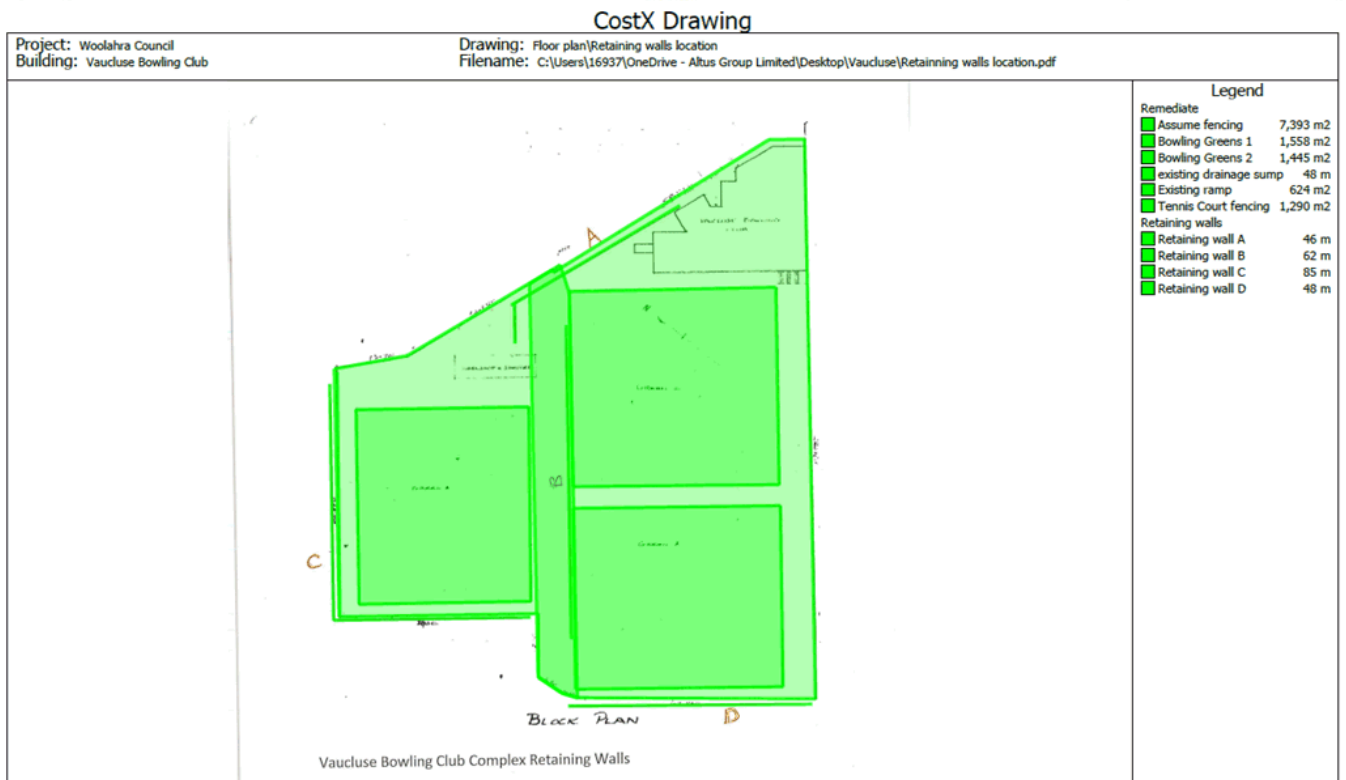 CostX Drawing
Project: Woolahra Council
Drawing: Floor plan\Retaining walls location
Building: Vaucluse Bowling Club
Filename: C:\Users\16937\OneDrive - Altus Group Limited\Desktop\Vaucluse\Retainning walls location.pdf
Legend
Remediate
Assume fencing 7,393 m2
Bowling Greens 1 1,558 m2
Bowling Greens 2 1,445 m2
existing drainage sump 48 m
Existing ramp 624 m2
Tennis Court fencing 1,290 m2
Retaining walls
Retaining wall A 46 m
Retaining wall B 62 m
Retaining wall C 85 m
Retaining wall D 48 m
A
VAUCLUSE BOWLING
CLUB
B
C
BLOCK PLAN
D
Vaucluse Bowling Club Complex Retaining Walls